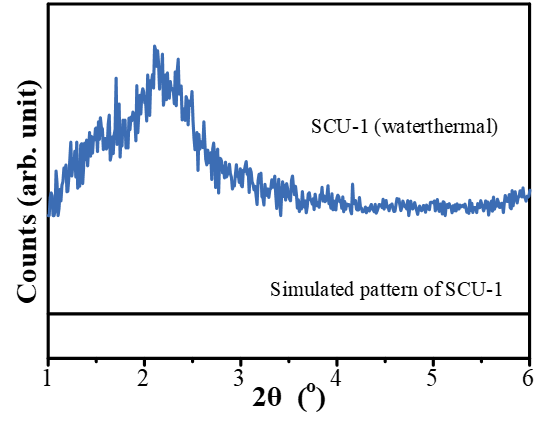 Counts (arb. unit)
SCU-1 (waterthermal)
Simulated pattern of SCU-1
1 2 3 4 5 6
2θ (°)